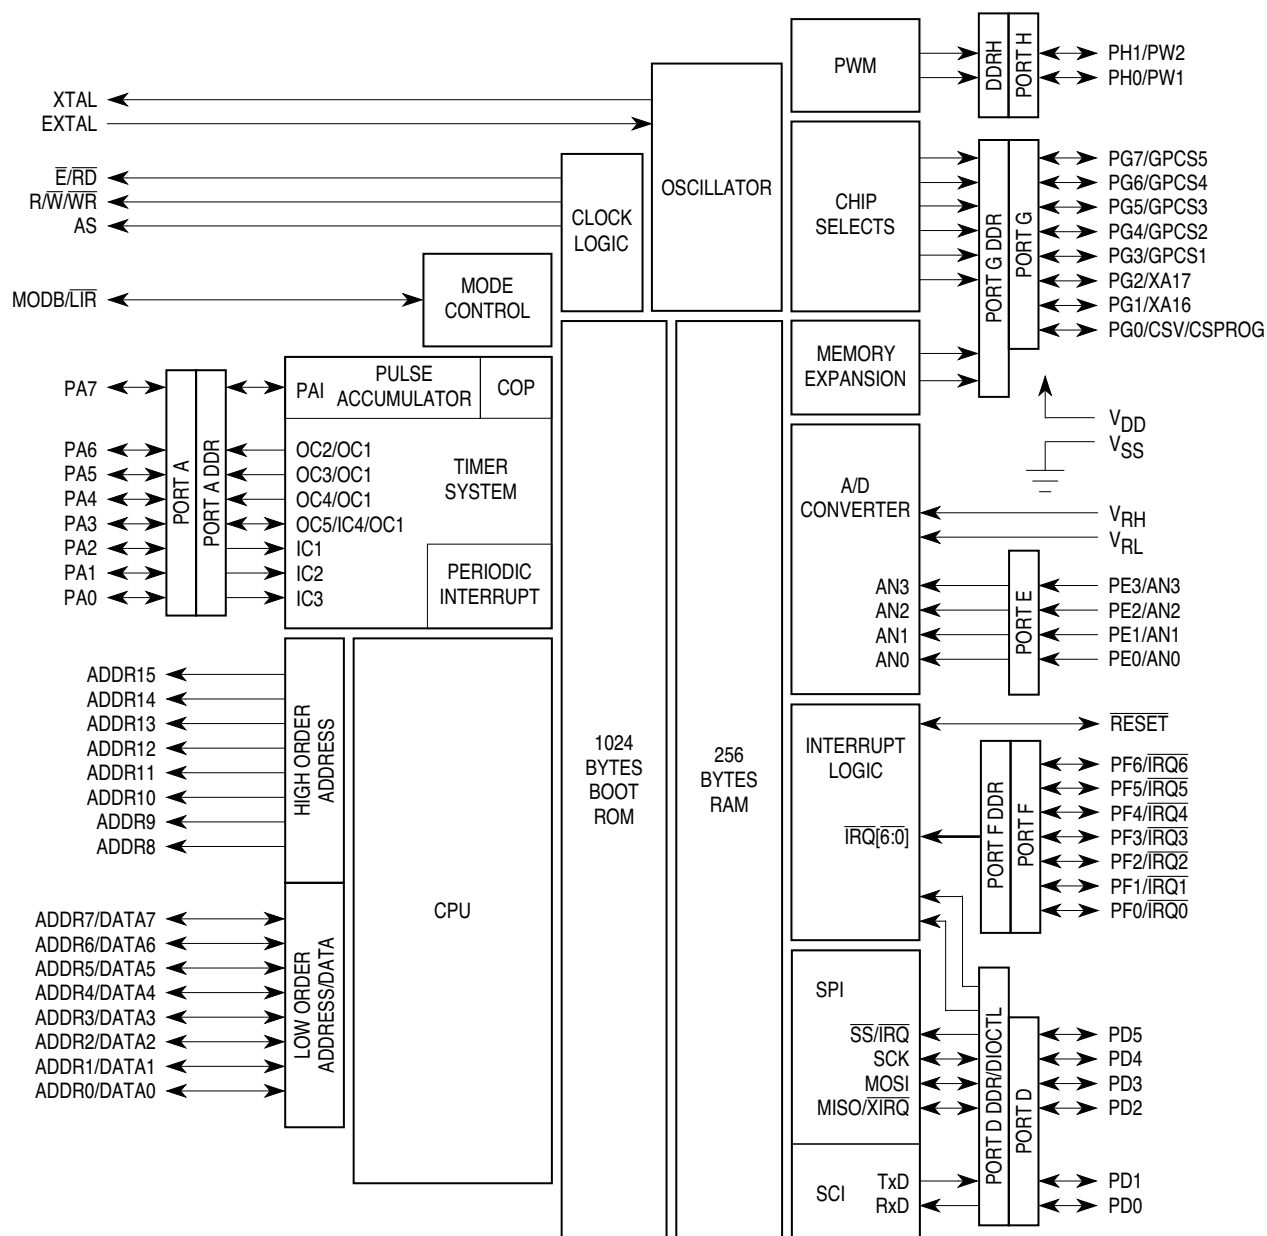 XTAL
EXTAL
E/RD
R/W/WR
AS
MODB/LIR
PA7
PA6
PA5
PA4
PA3
PA2
PA1
PA0
PORT A
PORT A DDR
PAI
PULSE
ACCUMULATOR
COP
OC2/OC1
OC3/OC1
OC4/OC1
OC5/IC4/OC1
IC1
IC2
IC3
TIMER
SYSTEM
PERIODIC
INTERRUPT
MODE
CONTROL
CLOCK
LOGIC
OSCILLATOR
ADDR15
ADDR14
ADDR13
ADDR12
ADDR11
ADDR10
ADDR9
ADDR8
HIGH ORDER
ADDRESS
ADDR7/DATA7
ADDR6/DATA6
ADDR5/DATA5
ADDR4/DATA4
ADDR3/DATA3
ADDR2/DATA2
ADDR1/DATA1
ADDR0/DATA0
LOW ORDER
ADDRESS/DATA
CPU
1024
BYTES
BOOT
ROM
256
BYTES
RAM
PWM
DDRH
PORT H
PH1/PW2
PH0/PW1
CHIP
SELECTS
PORT G DDR
PORT G
PG7/GPCS5
PG6/GPCS4
PG5/GPCS3
PG4/GPCS2
PG3/GPCS1
PG2/XA17
PG1/XA16
PG0/CSV/CSPROG
MEMORY
EXPANSION
VDD
VSS
A/D
CONVERTER
VRH
VRL
AN3
AN2
AN1
AN0
PORT E
PE3/AN3
PE2/AN2
PE1/AN1
PE0/AN0
INTERRUPT
LOGIC
RESET
IRQ[6:0]
PORT F DDR
PORT F
PF6/IRQ6
PF5/IRQ5
PF4/IRQ4
PF3/IRQ3
PF2/IRQ2
PF1/IRQ1
PF0/IRQ0
SPI
SS/IRQ
SCK
MOSI
MISO/XIRQ
SCI
TxD
RxD
PORT D DDR/DIOCTL
PORT D
PD5
PD4
PD3
PD2
PD1
PD0